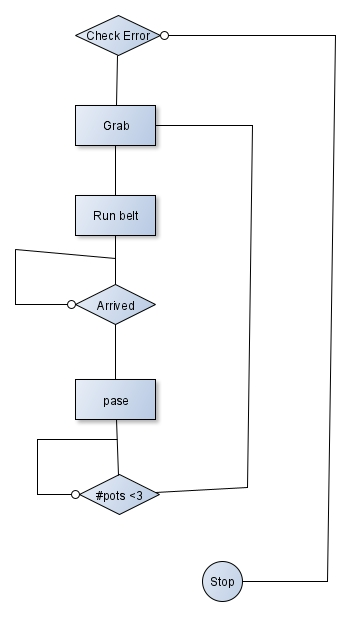 Check Error
Grab
Run belt
Arrived
pase
#pots <3
Stop